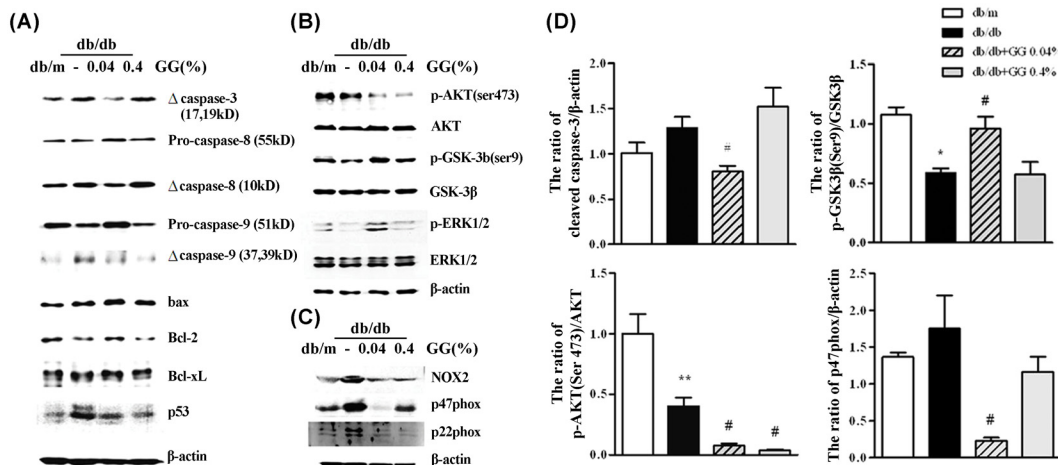 (A)
db/db
db/m - 0.04 0.4 GG(%)
Δcaspase-3
(17,19kD)
Pro-caspase-8 (55kD)
Δcaspase-8 (10kD)
Pro-caspase-9 (51kD)
Δcaspase-9 (37,39kD)
bax
Bcl-2
Bcl-xL
p53
β-actin
(B)
db/db
db/m - 0.04 0.4 GG(%)
p-AKT(ser473)
AKT
p-GSK-3b(ser9)
GSK-3β
p-ERK1/2
ERK1/2
β-actin
(C)
db/db
db/m - 0.04 0.4 GG(%)
NOX2
p47phox
p22phox
β-actin
(D)
db/m
db/db
db/db+GG 0.04%
db/db+GG 0.4%
The ratio of
cleaved caspase-3/β-actin
2.0
1.5
1.0
0.5
0.0
#
The ratio of
p-GSK3β(Ser9)/GSK3β
1.5
1.0
0.5
0.0
*
#
The ratio of
p-AKT(Ser 473)/AKT
1.5
1.0
0.5
0.0
**
#
#
The ratio of p47phox/β-actin
2.5
2.0
1.5
1.0
0.5
0.0
#